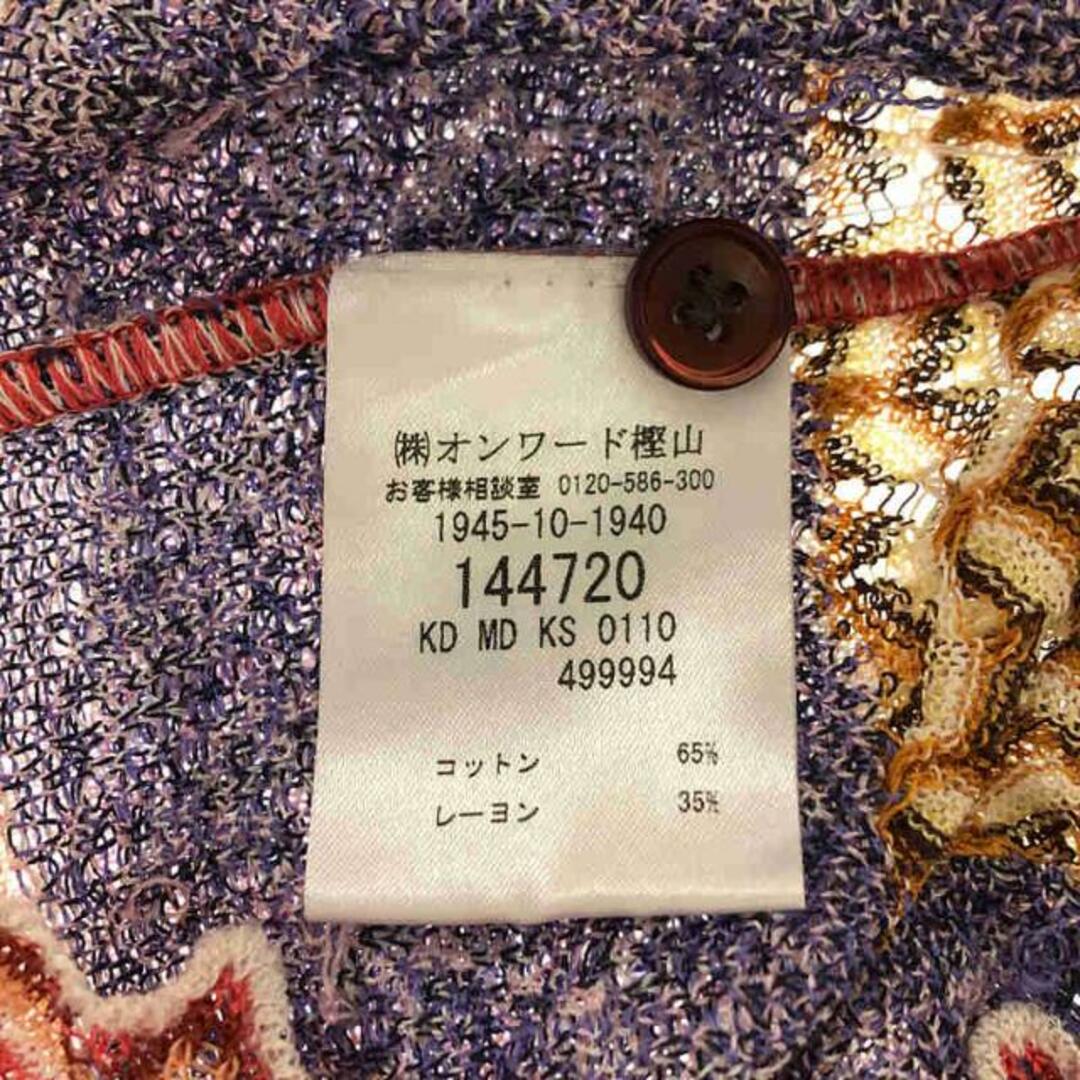 ㈱オンワード樫山
お客様相談室 0120-586-300
1945-10-1940
144720
KD MD KS 0110
499994
コットン 65%
レーヨン 35%